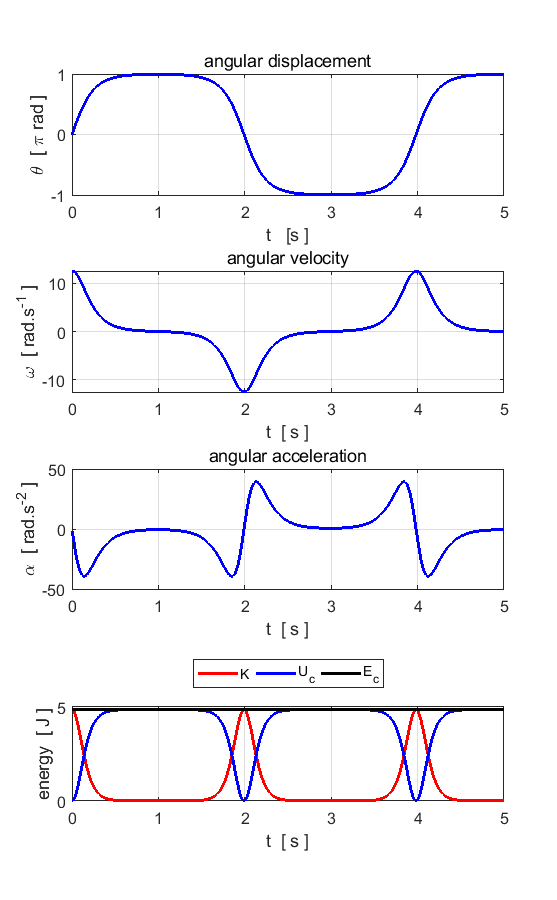 angular displacement
1
0
-1
θ [ π rad ]
0 1 2 3 4 5
t [s ]
angular velocity
10
0
-10
ω [ rad.s-1 ]
0 1 2 3 4 5
t [ s ]
angular acceleration
50
0
-50
α [ rad.s-2 ]
0 1 2 3 4 5
t [ s ]
K Uc Ec
5
0
energy [ J ]
0 1 2 3 4 5
t [ s ]